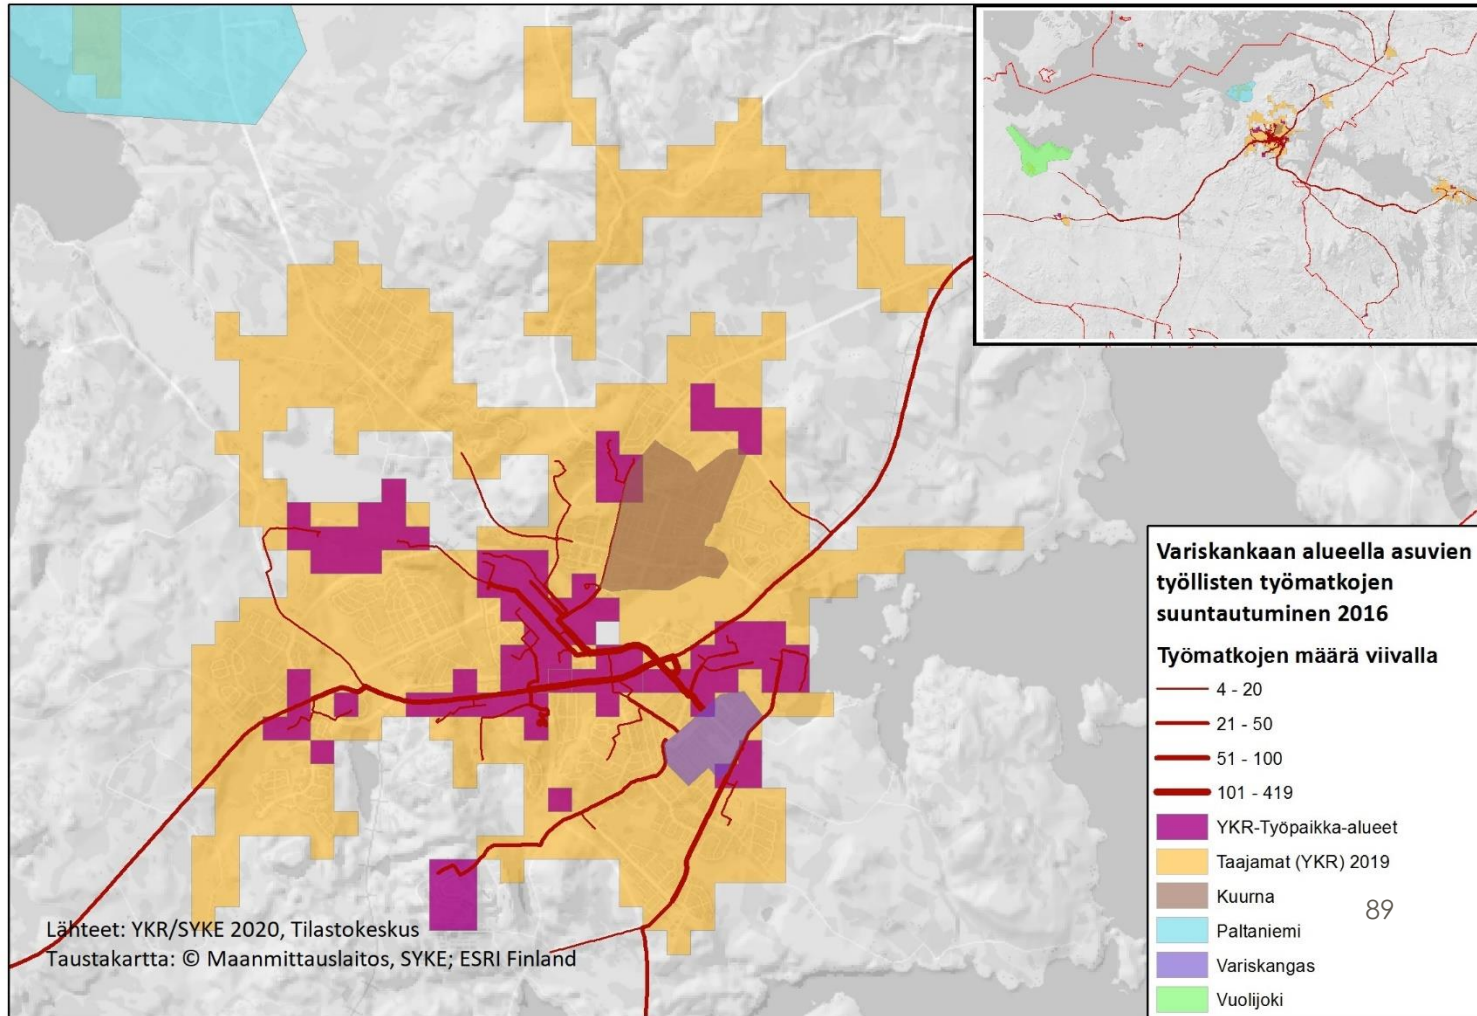 Variskankaan alueella asuvien
työllisten työmatkojen
suuntautuminen 2016
Työmatkojen määrä viivalla
4 - 20
21 - 50
51 - 100
101 - 419
YKR-Työpaikka-alueet
Taajamat (YKR) 2019
Kuurna
89
Paltaniemi
Variskangas
Vuolijoki
Lähteet: YKR/SYKE 2020, Tilastokeskus
Taustakartta: © Maanmittauslaitos, SYKE; ESRI Finland